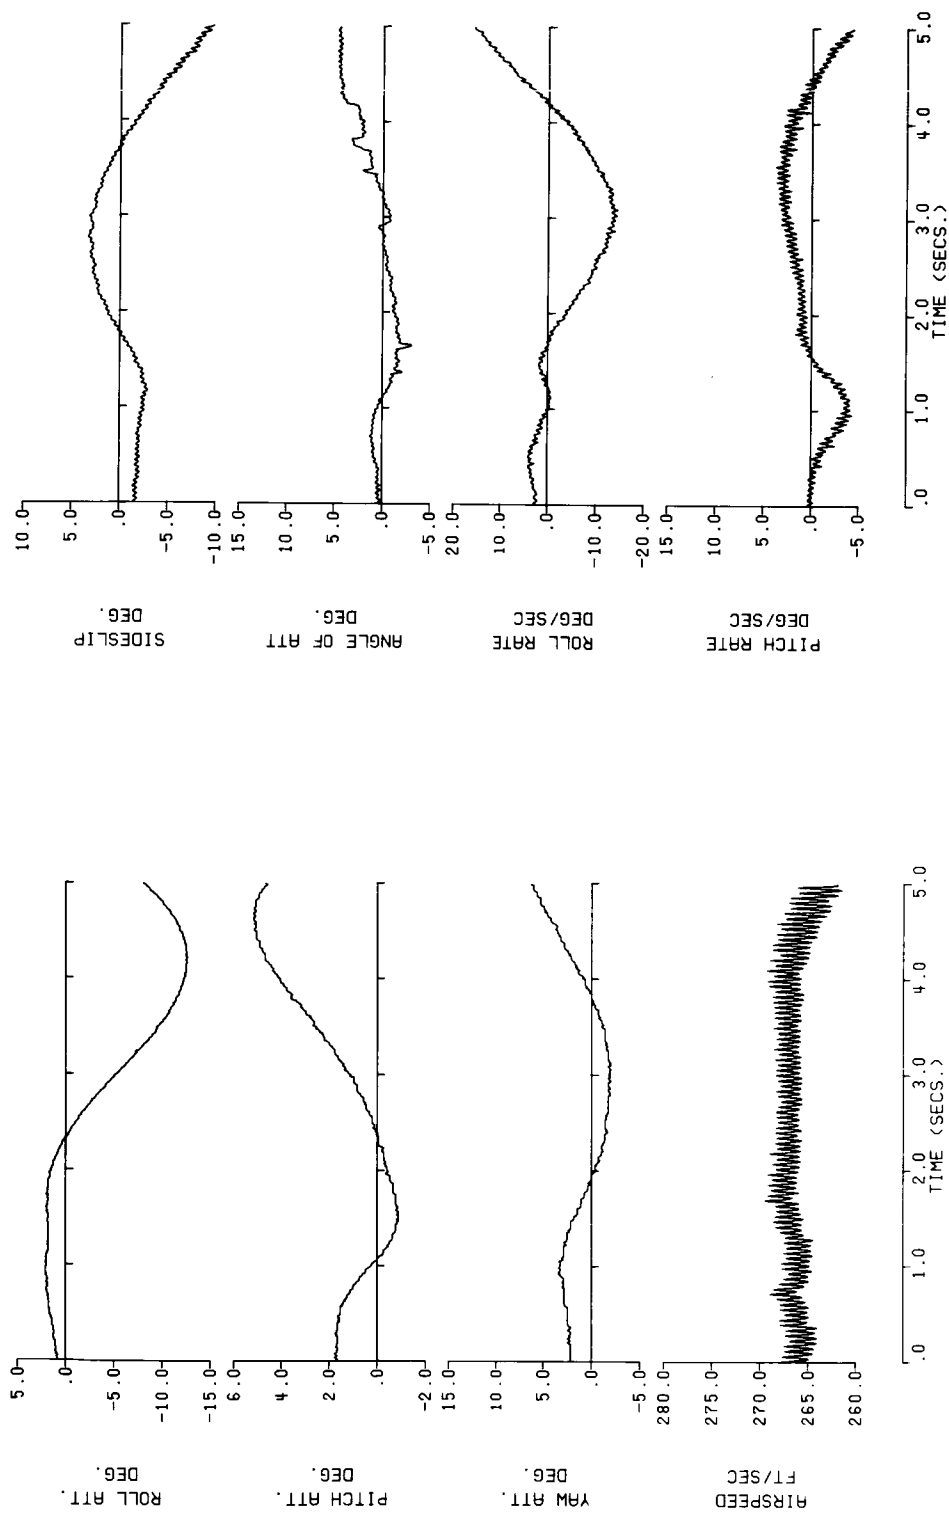 ROLL ATT.
DEG.
5.0
.0
-5.0
-10.0
-15.0
PITCH ATT.
DEG.
6.0
4.0
2.0
.0
-2.0
YAW ATT.
DEG.
15.0
10.0
5.0
.0
-5.0
AIRSPEED
FT/SEC
280.0
275.0
270.0
265.0
260.0
.0 1.0 2.0 3.0 4.0 5.0
TIME (SECS.)
SIDESLIP
DEG.
10.0
5.0
.0
-5.0
-10.0
ANGLE OF ATT
DEG.
15.0
10.0
5.0
.0
-5.0
ROLL RATE
DEG/SEC
20.0
10.0
.0
-10.0
-20.0
PITCH RATE
DEG/SEC
15.0
10.0
5.0
.0
-5.0
.0 1.0 2.0 3.0 4.0 5.0
TIME (SECS.)